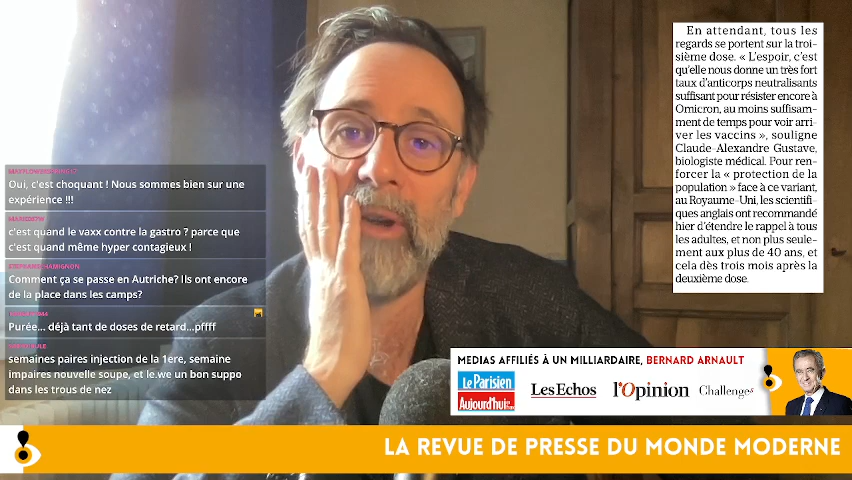 En attendant, tous les
regards se portent sur la troi-
sième dose. « L'espoir, c'est
qu'elle nous donne un très fort
taux d'anticorps neutralisants
suffisant pour résister encore à
Omicron, au moins suffisam-
ment de temps pour voir arri-
ver les vaccins », souligne
Claude-Alexandre Gustave,
biologiste médical. Pour ren-
forcer la « protection de la
population » face à ce variant,
au Royaume-Uni, les scientifi-
ques anglais ont recommandé
hier d'étendre le rappel à tous
les adultes, et non plus seule-
ment aux plus de 40 ans, et
cela dès trois mois après la
deuxième dose.
Oui, c'est choquant ! Nous sommes bien sur une
expérience !!!
c'est quand le vaxx contre la gastro ? parce que
c'est quand même hyper contagieux !
Comment ça se passe en Autriche? Ils ont encore
de la place dans les camps?
Purée... déjà tant de doses de retard...pffff
semaines paires injection de la 1ere, semaine
impaires nouvelle soupe, et le.we un bon suppo
dans les trous de nez
MEDIAS AFFILIÉS À UN MILLIARDAIRE, BERNARD ARNAULT
Le Parisien
Aujourd'hui
Les Echos
l'Opinion
Challenges
LA REVUE DE PRESSE DU MONDE MODERNE